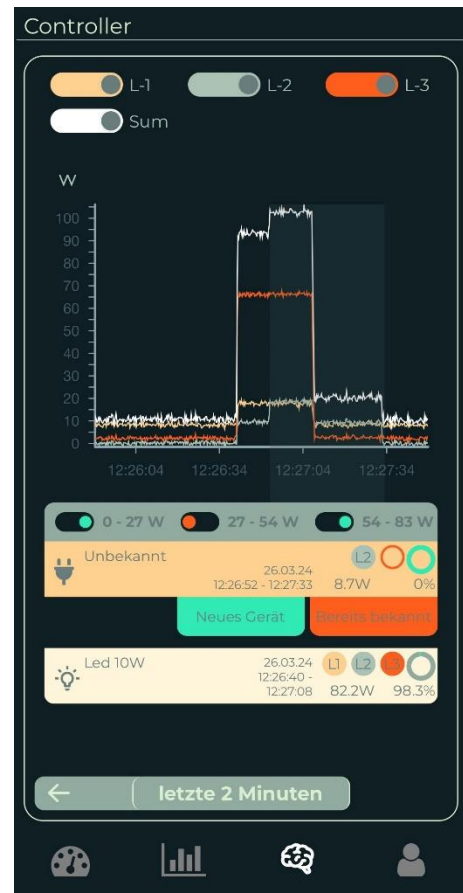 Controller
L-1
L-2
L-3
Sum
W
100
90
80
70
60
50
40
30
20
10
0
12:26:04 12:26:34 12:27:04 12:27:34
0 - 27 W 27 - 54 W 54 - 83 W
Unbekannt
L2
26.03.24
12:26:52 - 12:27:33 8.7W 0%
Neues Gerät Bereits bekannt
Led 10W
26.03.24 L1 L2 L3
12:26:40 -
12:27:08 82.2W 98.3%
letzte 2 Minuten